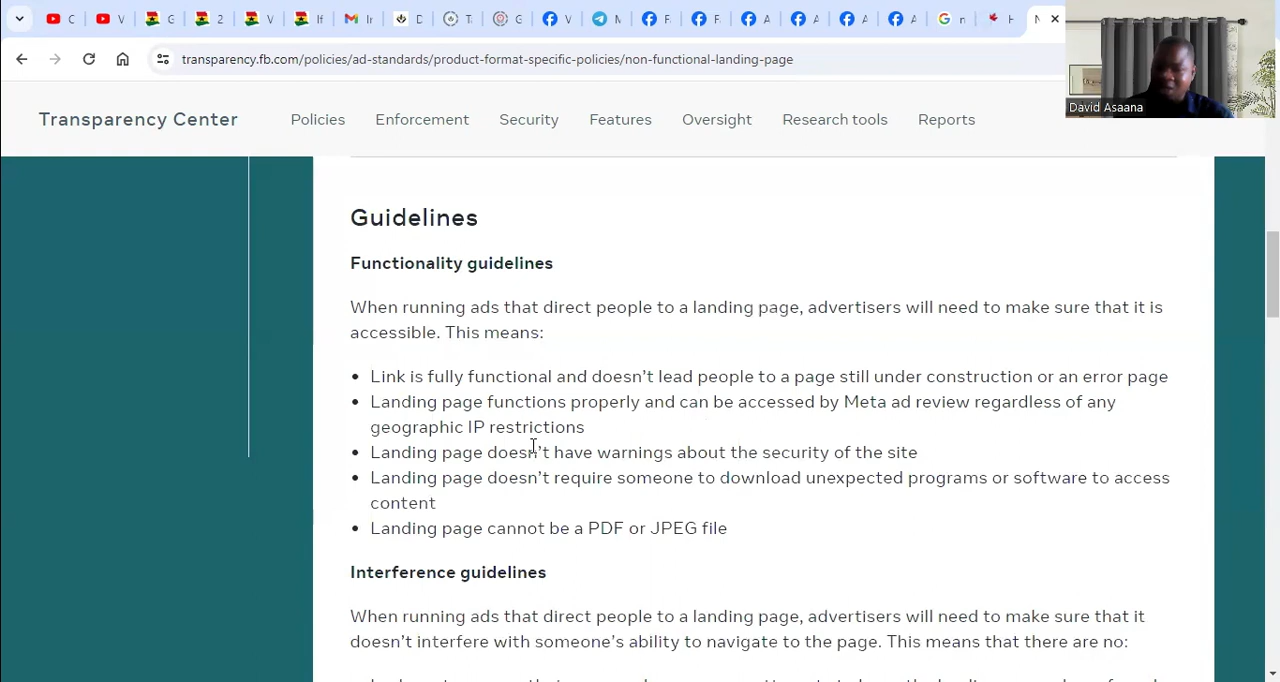 C V G 2 V If Ir D T G V M F F A A A A n H N
transparency.fb.com/policies/ad-standards/product-format-specific-policies/non-functional-landing-page
David Asaana
Transparency Center Policies Enforcement Security Features Oversight Research tools Reports
Guidelines
Functionality guidelines
When running ads that direct people to a landing page, advertisers will need to make sure that it is
accessible. This means:
• Link is fully functional and doesn't lead people to a page still under construction or an error page
• Landing page functions properly and can be accessed by Meta ad review regardless of any
geographic IP restrictions
• Landing page doesn't have warnings about the security of the site
• Landing page doesn't require someone to download unexpected programs or software to access
content
• Landing page cannot be a PDF or JPEG file
Interference guidelines
When running ads that direct people to a landing page, advertisers will need to make sure that it
doesn't interfere with someone's ability to navigate to the page. This means that there are no: